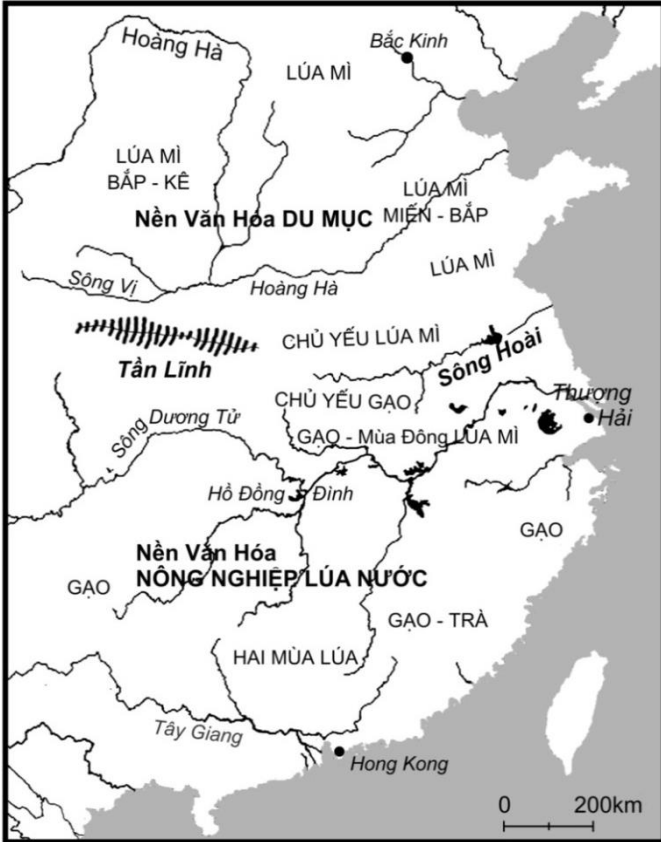 Hoàng Hà
Bắc Kinh
LÚA MÌ
LÚA MÌ
BẮP - KÊ
LÚA MÌ
MIẾN - BẮP
Nền Văn Hóa DU MỤC
LÚA MÌ
Sông Vị
Hoàng Hà
CHỦ YẾU LÚA MÌ
Sông Hoài
Tần Lĩnh
CHỦ YẾU GẠO
Thượng
Hải
Sông Dương Tử
GẠO - Mùa Đông LÚA MÌ
Hồ Đồng Đình
GẠO
Nền Văn Hóa
NÔNG NGHIỆP LÚA NƯỚC
GẠO
GẠO - TRÀ
HAI MÙA LÚA
Tây Giang
Hong Kong
0 200km